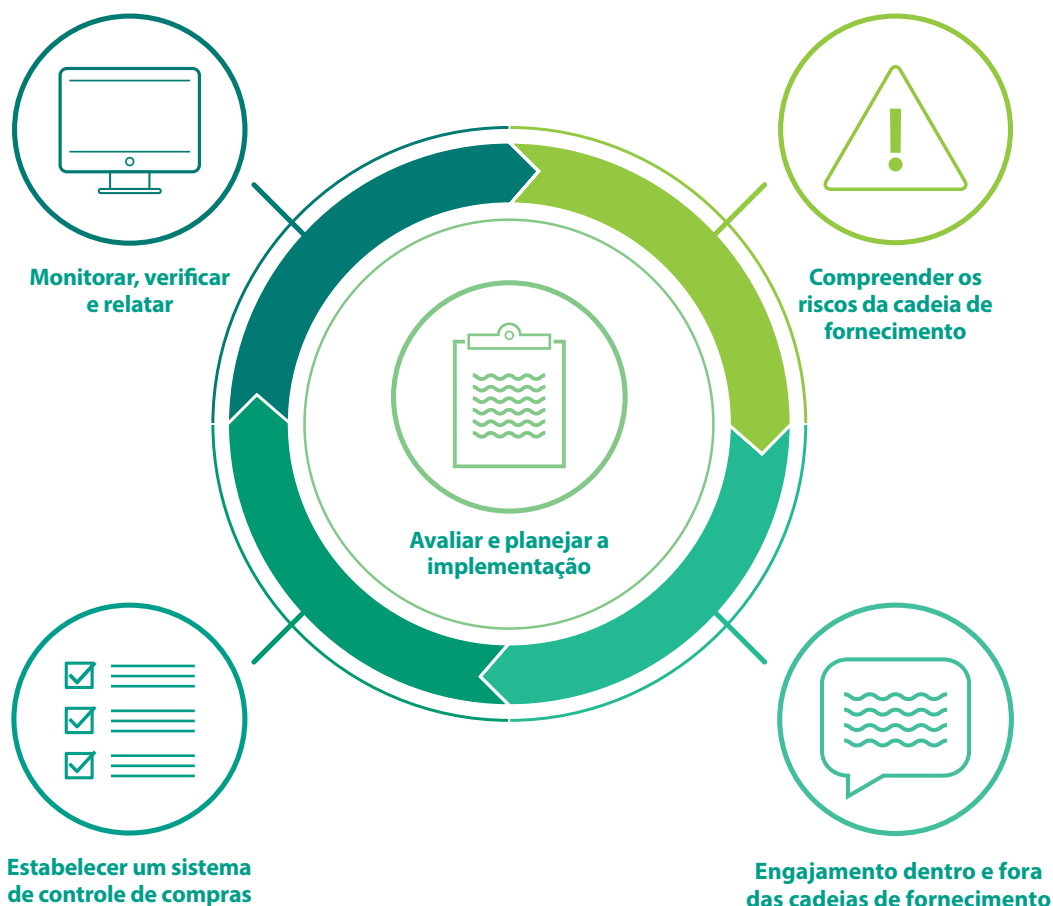 Monitorar, verificar
e relatar
Compreender os
riscos da cadeia de
fornecimento
Avaliar e planejar a
implementação
Estabelecer um sistema
de controle de compras
Engajamento dentro e fora
das cadeias de fornecimento